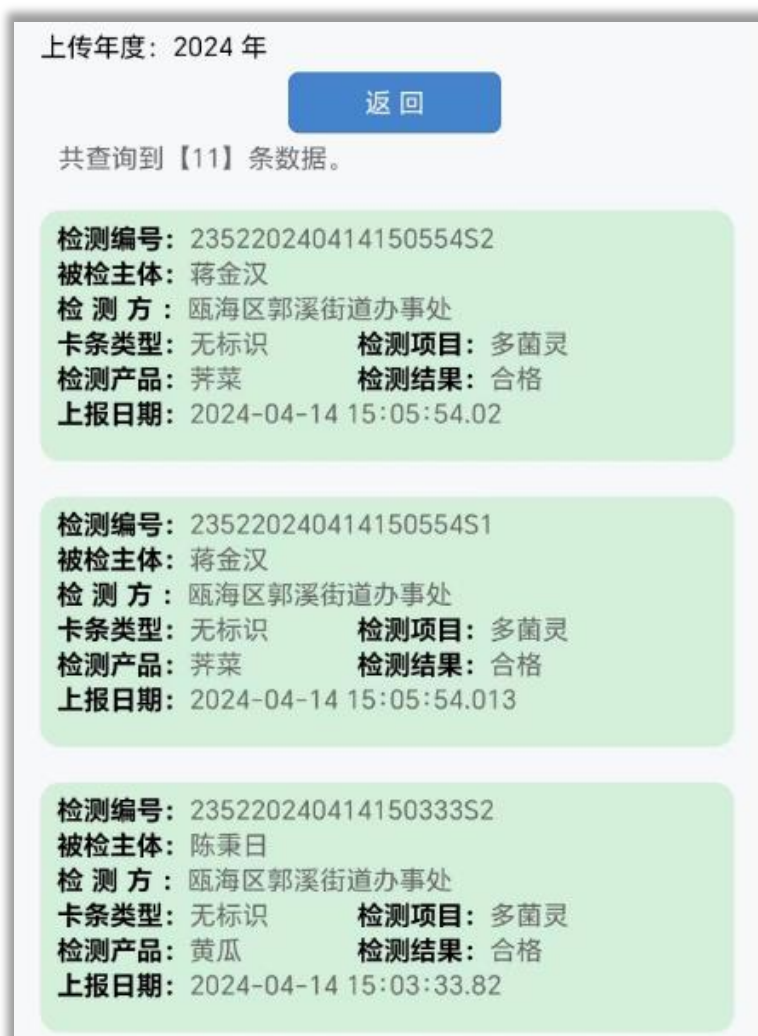 上传年度：2024 年
返 回
共查询到【11】条数据。
检测编号：235220240414150554S2
被检主体：蒋金汉
检 测 方 ：瓯海区郭溪街道办事处
卡条类型：无标识 检测项目：多菌灵
检测产品：荠菜 检测结果：合格
上报日期：2024-04-14 15:05:54.02
检测编号：235220240414150554S1
被检主体：蒋金汉
检 测 方 ：瓯海区郭溪街道办事处
卡条类型：无标识 检测项目：多菌灵
检测产品：荠菜 检测结果：合格
上报日期：2024-04-14 15:05:54.013
检测编号：235220240414150333S2
被检主体：陈秉日
检 测 方 ：瓯海区郭溪街道办事处
卡条类型：无标识 检测项目：多菌灵
检测产品：黄瓜 检测结果：合格
上报日期：2024-04-14 15:03:33.82